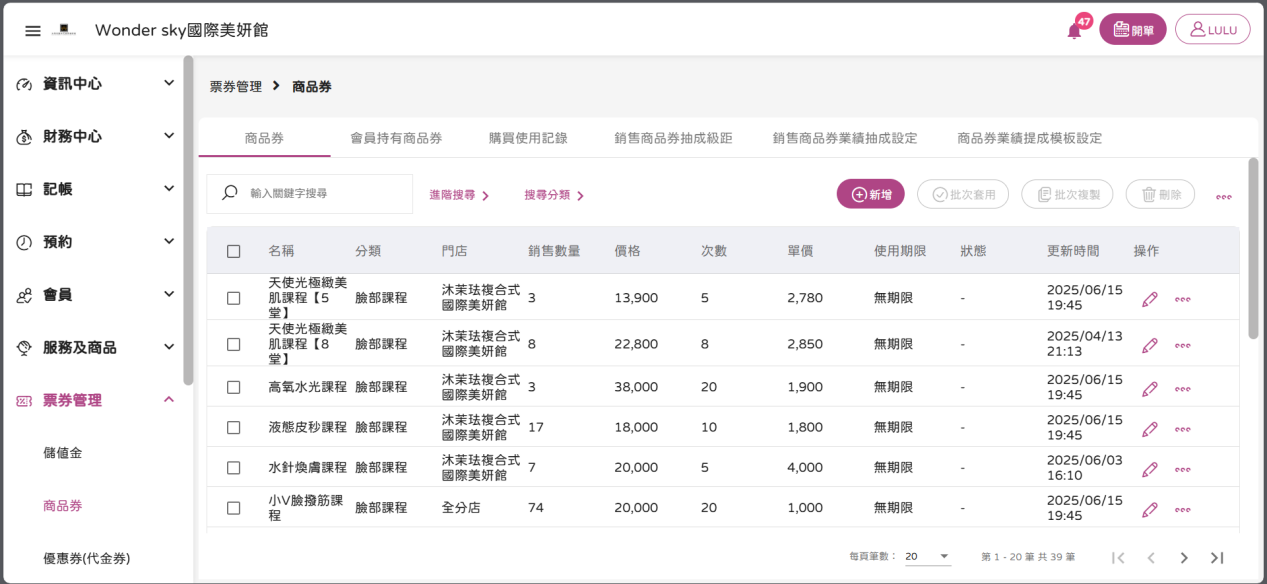 Wonder sky國際美妍館
47
開單
LULU
資訊中心
財務中心
記帳
預約
會員
服務及商品
票券管理
儲值金
商品券
優惠券(代金券)
票券管理 > 商品券
商品券 會員持有商品券 購買使用記錄 銷售商品券抽成級距 銷售商品券業績抽成設定 商品券業績提成模板設定
輸入關鍵字搜尋 進階搜尋 搜尋分類 新增 批次套用 批次複製 刪除
名稱 分類 門店 銷售數量 價格 次數 單價 使用期限 狀態 更新時間 操作
天使光極緻美
肌課程【5
堂】
臉部課程
沐茉珐複合式
國際美妍館
3 13,900 5 2,780 無期限 -
2025/06/15
19:45
天使光極緻美
肌課程【8
堂】
臉部課程
沐茉珐複合式
國際美妍館
8 22,800 8 2,850 無期限 -
2025/04/13
21:13
高氧水光課程 臉部課程
沐茉珐複合式
國際美妍館
3 38,000 20 1,900 無期限 -
2025/06/15
19:45
液態皮秒課程 臉部課程
沐茉珐複合式
國際美妍館
17 18,000 10 1,800 無期限 -
2025/06/15
19:45
水針煥膚課程 臉部課程
沐茉珐複合式
國際美妍館
7 20,000 5 4,000 無期限 -
2025/06/03
16:10
小V臉撥筋課
程
臉部課程 全分店 74 20,000 20 1,000 無期限 -
2025/06/15
19:45
每頁筆數： 20 第 1 - 20 筆 共 39 筆